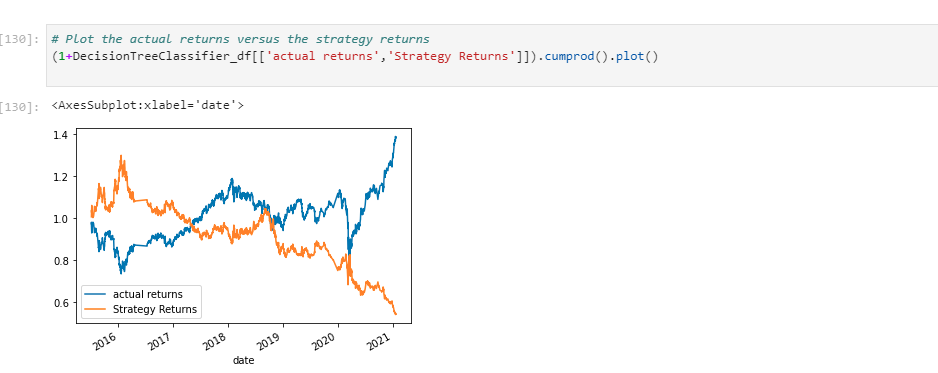 [130]:
# Plot the actual returns versus the strategy returns
(1+DecisionTreeClassifier_df[['actual returns','Strategy Returns']]).cumprod().plot()
[130]:
<AxesSubplot:xlabel='date'>
1.4
1.2
1.0
0.8
0.6
actual returns
Strategy Returns
2016
2017
2018
2019
2020
2021
date